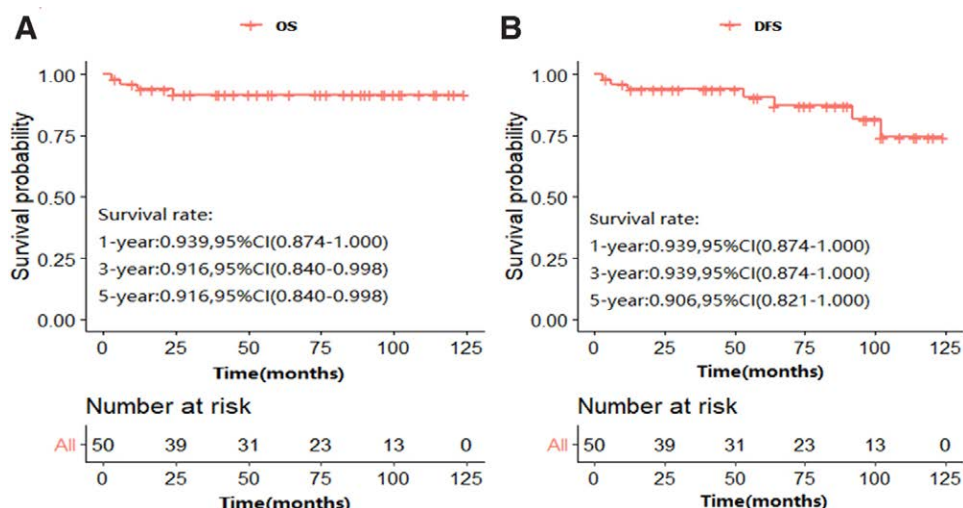 A
OS
Survival probability
1.00
0.75
0.50
0.25
0.00
Survival rate:
1-year:0.939,95%CI(0.874-1.000)
3-year:0.916,95%CI(0.840-0.998)
5-year:0.916,95%CI(0.840-0.998)
0 25 50 75 100 125
Time(months)
Number at risk
All 50 39 31 23 13 0
0 25 50 75 100 125
Time(months)
B
DFS
Survival probability
1.00
0.75
0.50
0.25
0.00
Survival rate:
1-year:0.939,95%CI(0.874-1.000)
3-year:0.939,95%CI(0.874-1.000)
5-year:0.906,95%CI(0.821-1.000)
0 25 50 75 100 125
Time(months)
Number at risk
All 50 39 31 23 13 0
0 25 50 75 100 125
Time(months)